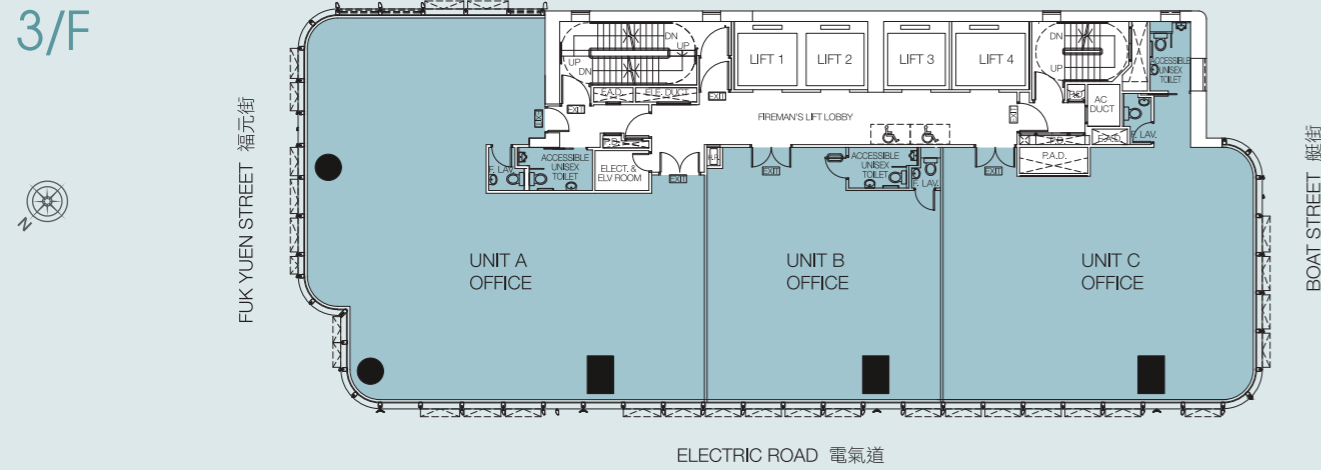 3/F
DN
UP
UP
DN
F.A.D.
ELE. DUCT
LIFT 1
LIFT 2
LIFT 3
LIFT 4
DN
UP
ACCESSIBLE
UNISEX
TOILET
EXIT
EXIT
EXIT
EXIT
AC
DUCT
F. LAV.
FIREMAN'S LIFT LOBBY
F. LAV.
ACCESSIBLE
UNISEX
TOILET
ELECT. &
ELV ROOM
EXIT
EXIT
ACCESSIBLE
UNISEX
TOILET
F. LAV.
EXIT
P.A.D.
UNIT A
OFFICE
UNIT B
OFFICE
UNIT C
OFFICE
FUK YUEN STREET 福元街
BOAT STREET 艇街
N
ELECTRIC ROAD 電氣道